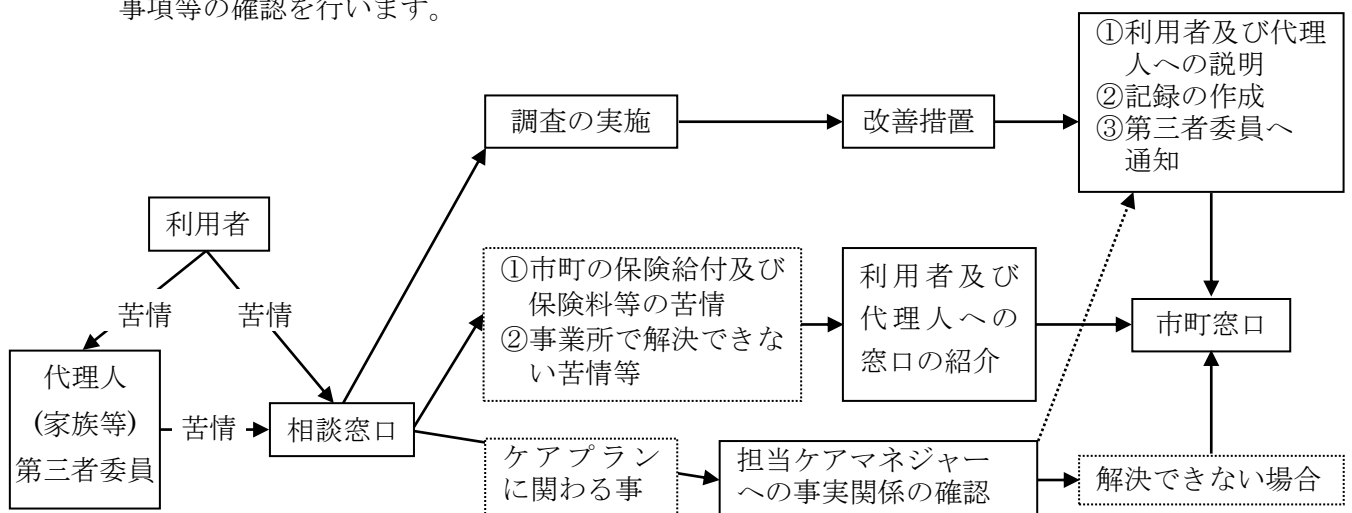 事項等の確認を行います。
①利用者及び代理
人への説明
②記録の作成
③第三者委員へ
通知
調査の実施
改善措置
利用者
①市町の保険給付及び
保険料等の苦情
②事業所で解決できな
い苦情等
利用者及び
代理人への
窓口の紹介
市町窓口
苦情
苦情
代理人
(家族等)
第三者委員
苦情
相談窓口
ケアプラン
に関わる事
担当ケアマネジャー
への事実関係の確認
解決できない場合